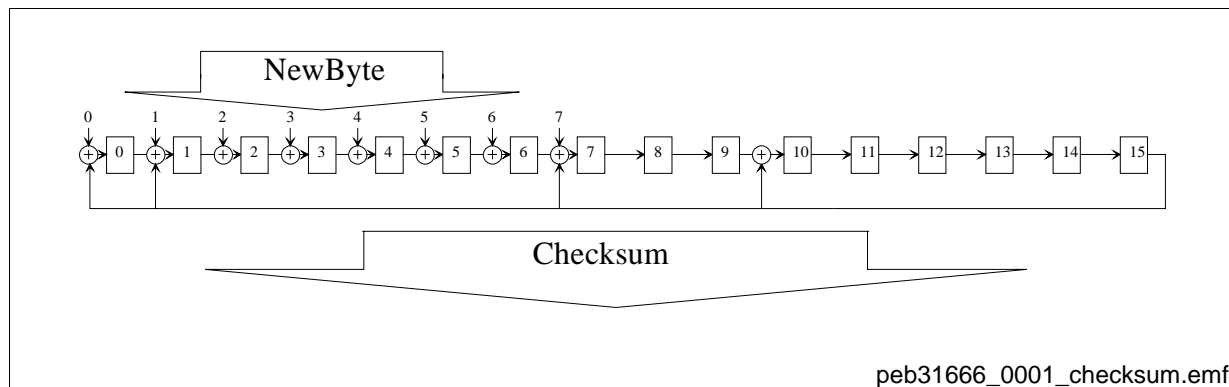 NewByte
0 1 2 3 4 5 6 7
0 1 2 3 4 5 6 7 8 9 10 11 12 13 14 15
Checksum
peb31666_0001_checksum.emf